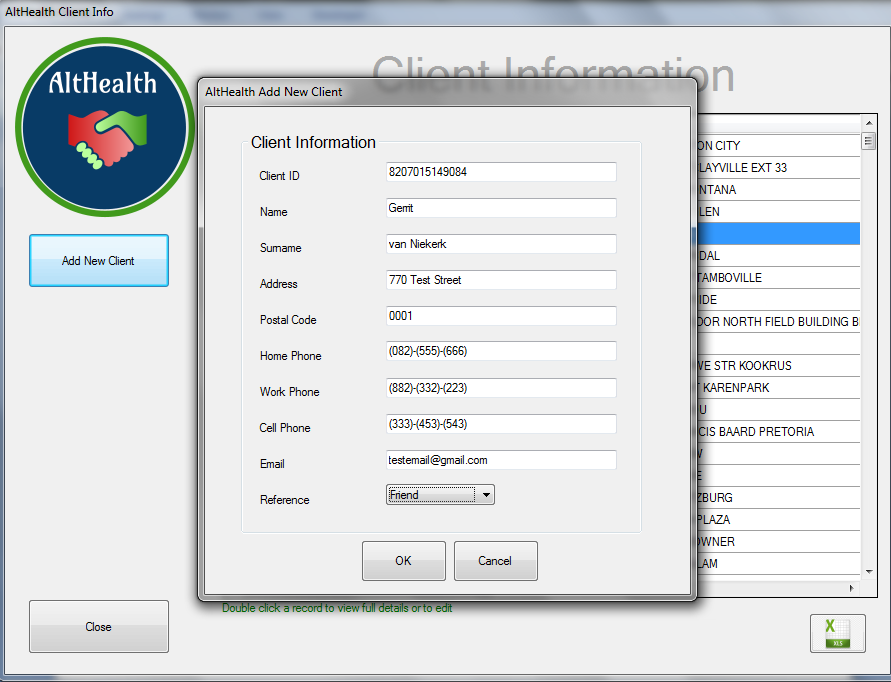 AltHealth Client Info
AltHealth
Client Information
Add New Client
Close
AltHealth Add New Client
Client Information
Client ID 8207015149084
Name Gerrit
Surname van Niekerk
Address 770 Test Street
Postal Code 0001
Home Phone (082)-(555)-(666)
Work Phone (882)-(332)-(223)
Cell Phone (333)-(453)-(543)
Email testemail@gmail.com
Reference Friend
OK Cancel
ON CITY
LAYVILLE EXT 33
NTANA
LEN
DAL
TAMBOVILLE
IDE
OOR NORTH FIELD BUILDING B
WE STR KOOKRUS
T KARENPARK
U
CIS BAARD PRETORIA
W
E
ZBURG
PLAZA
OWNER
LAM
Double click a record to view full details or to edit
XLS